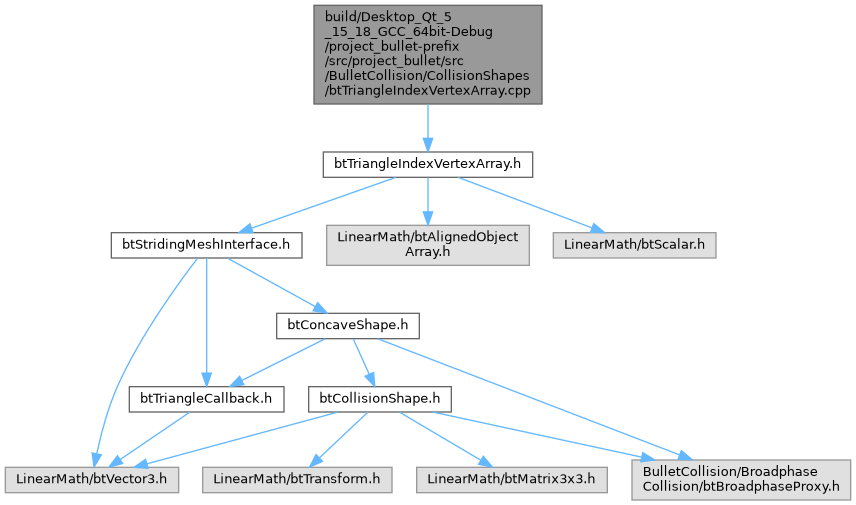 build/Desktop_Qt_5
_15_18_GCC_64bit-Debug
/project_bullet-prefix
/src/project_bullet/src
/BulletCollision/CollisionShapes
/btTriangleIndexVertexArray.cpp
btTriangleIndexVertexArray.h
btStridingMeshInterface.h
LinearMath/btAlignedObject
Array.h
LinearMath/btScalar.h
btConcaveShape.h
btTriangleCallback.h
btCollisionShape.h
LinearMath/btVector3.h
LinearMath/btTransform.h
LinearMath/btMatrix3x3.h
BulletCollision/Broadphase
Collision/btBroadphaseProxy.h